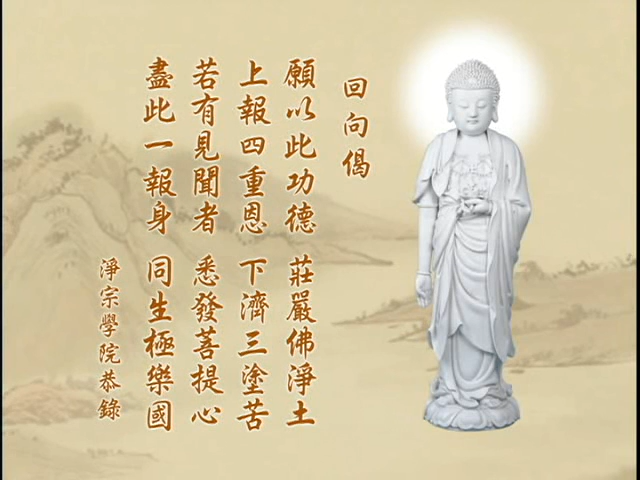 回向偈
願以此功德 莊嚴佛淨土
上報四重恩 下濟三塗苦
若有見聞者 悉發菩提心
盡此一報身 同生極樂國
淨宗學院恭錄